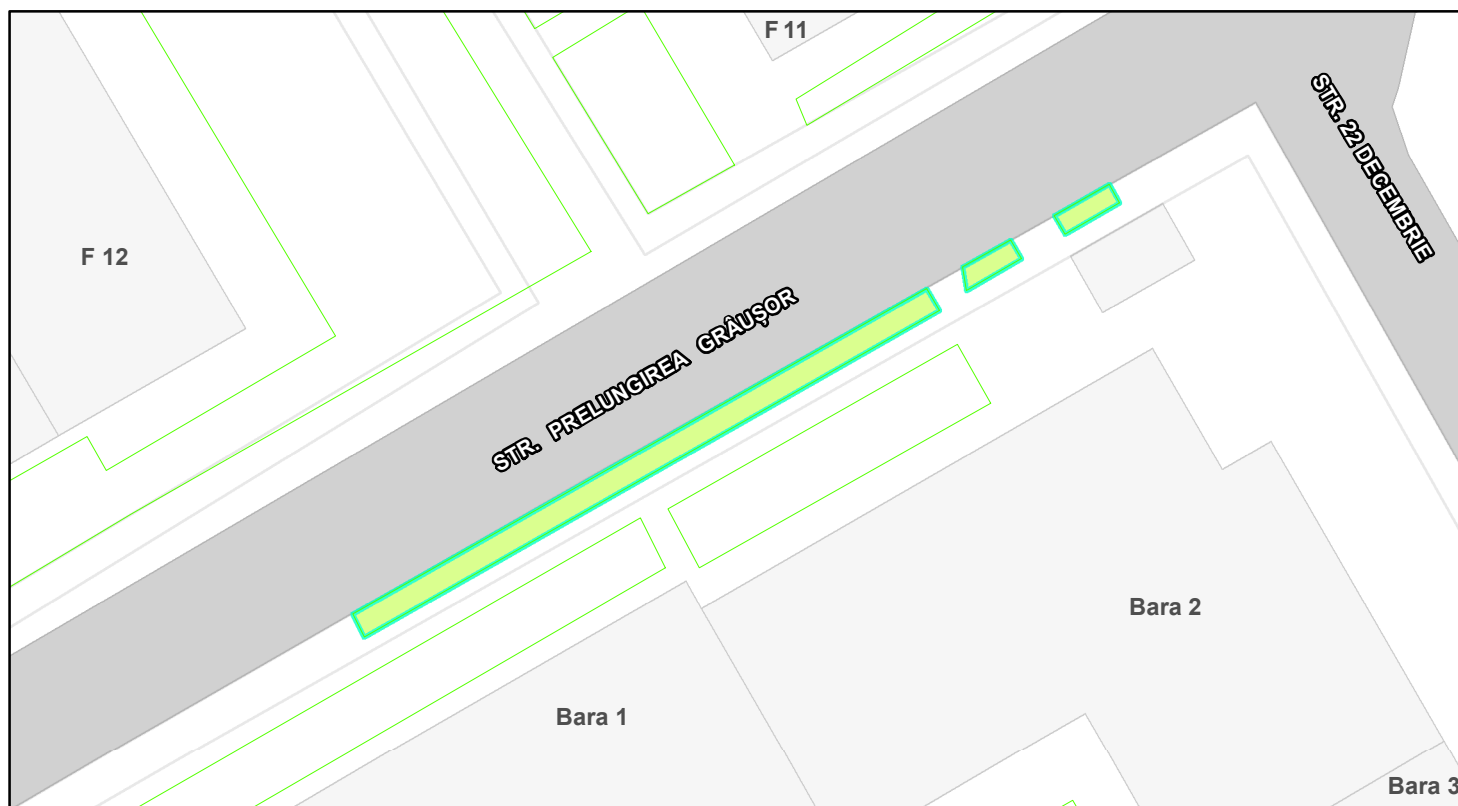 F 11
STR. 22 DECEMBRIE
F 12
STR. PRELUNGIREA GRÂUȘOR
Bara 2
Bara 1
Bara 3